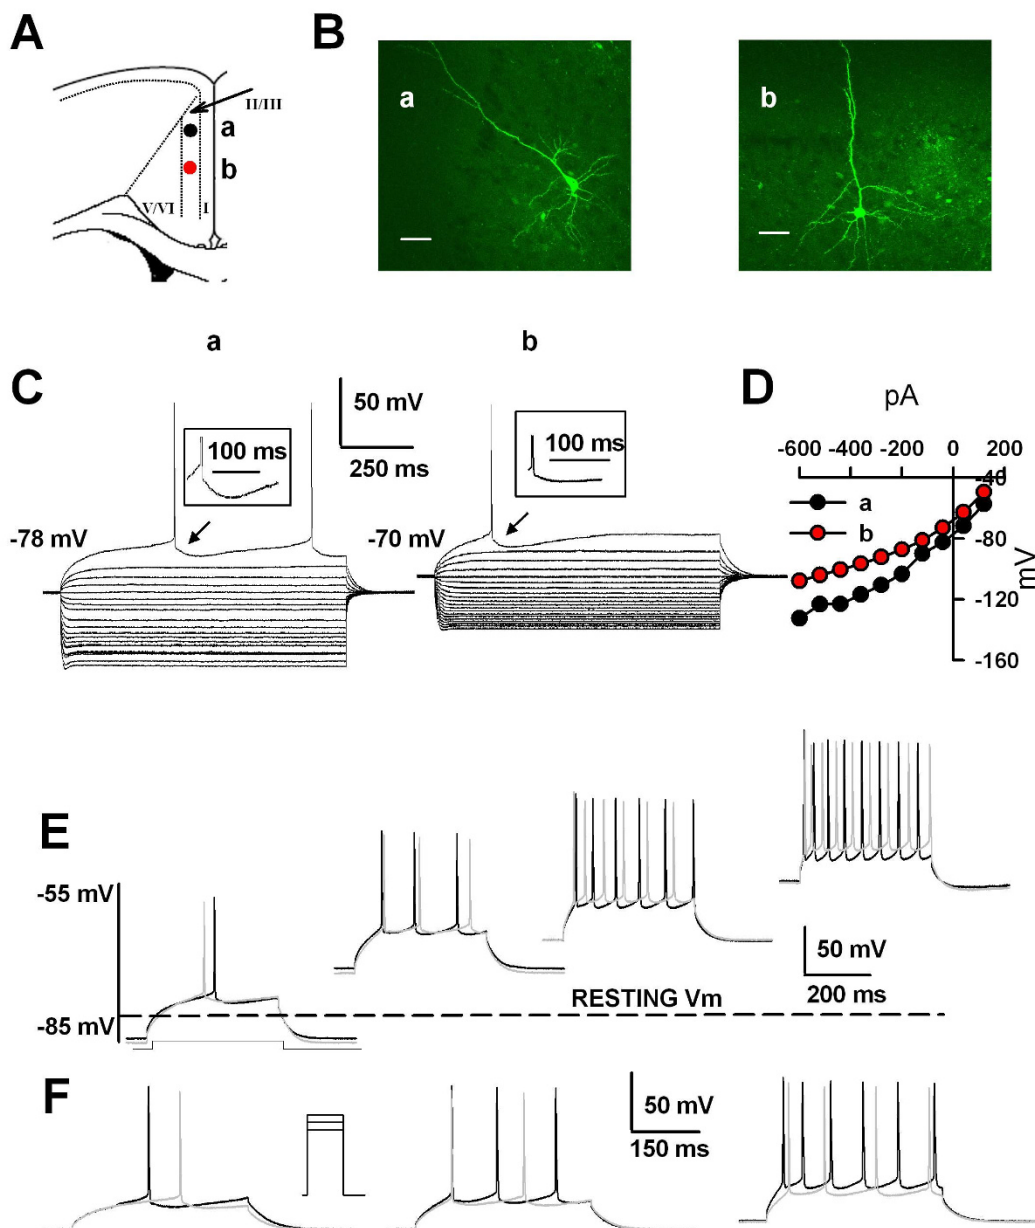 A
II/III
a
b
V/VI
I
B
a
b
a
b
C
50 mV
250 ms
100 ms
100 ms
-78 mV
-70 mV
D
pA
-600 -400 -200 0 200
-40
-80
-120
-160
mV
a
b
E
-55 mV
-85 mV
RESTING Vm
50 mV
200 ms
F
50 mV
150 ms